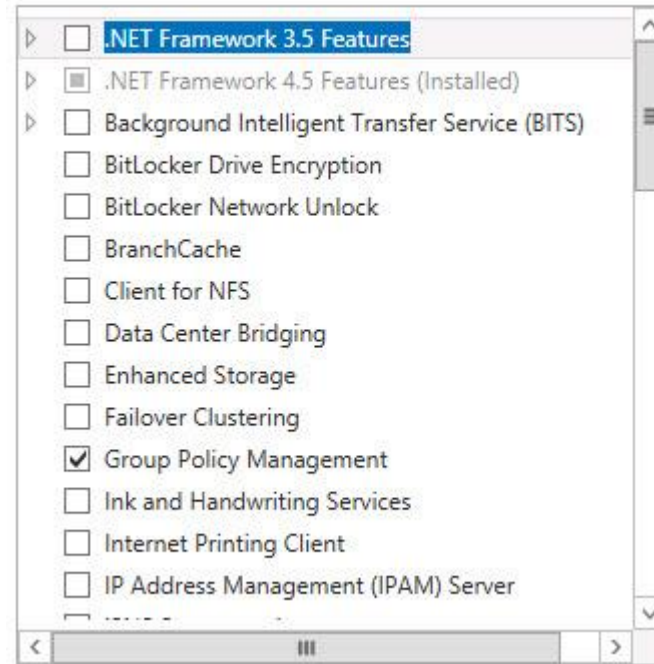 .NET Framework 3.5 Features
.NET Framework 4.5 Features (Installed)
Background Intelligent Transfer Service (BITS)
BitLocker Drive Encryption
BitLocker Network Unlock
BranchCache
Client for NFS
Data Center Bridging
Enhanced Storage
Failover Clustering
Group Policy Management
Ink and Handwriting Services
Internet Printing Client
IP Address Management (IPAM) Server